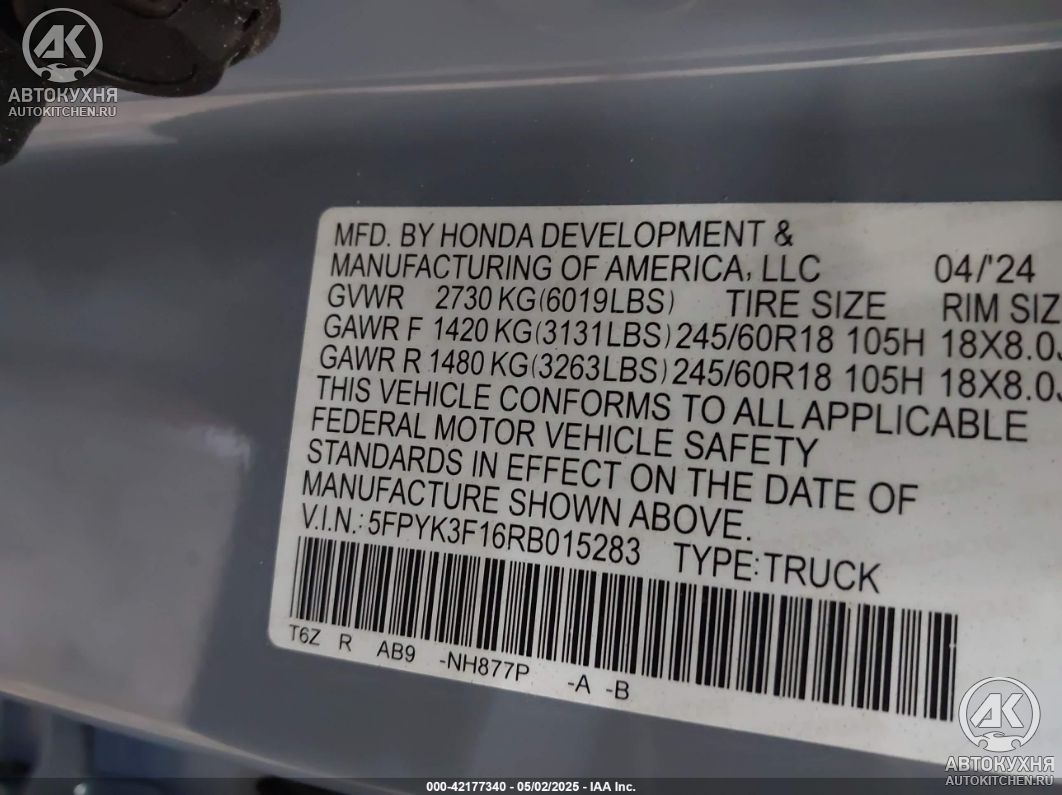 АК
АВТОКУХНЯ
AUTOKITCHEN.RU
MFD. BY HONDA DEVELOPMENT &
MANUFACTURING OF AMERICA, LLC 04/'24
GVWR 2730 KG(6019LBS) TIRE SIZE RIM SIZ
GAWR F 1420 KG(3131LBS) 245/60R18 105H 18X8.0J
GAWR R 1480 KG(3263LBS) 245/60R18 105H 18X8.0J
THIS VEHICLE CONFORMS TO ALL APPLICABLE
FEDERAL MOTOR VEHICLE SAFETY
STANDARDS IN EFFECT ON THE DATE OF
MANUFACTURE SHOWN ABOVE.
V.I.N.: 5FPYK3F16RB015283 TYPE: TRUCK
T6Z R AB9 -NH877P -A -B
АК
АВТОКУХНЯ
AUTOKITCHEN.RU
000-42177340 - 05/02/2025 - IAA Inc.